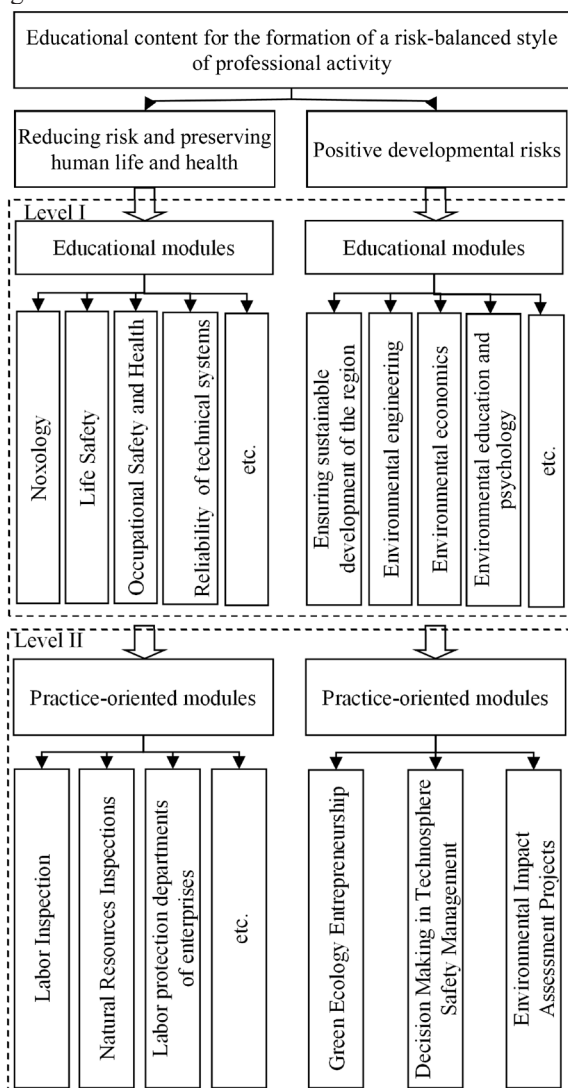 Educational content for the formation of a risk-balanced style
of professional activity
Reducing risk and preserving
human life and health
Positive developmental risks
Level I
Educational modules
Educational modules
Noxology
Life Safety
Occupational Safety and Health
Reliability of technical systems
etc.
Ensuring sustainable
development of the region
Environmental engineering
Environmental economics
Environmental education and
psychology
etc.
Level II
Practice-oriented modules
Practice-oriented modules
Labor Inspection
Natural Resources Inspections
Labor protection departments
of enterprises
etc.
Green Ecology Entrepreneurship
Decision Making in Technosphere
Safety Management
Environmental Impact
Assessment Projects